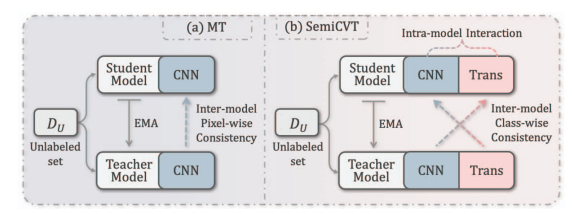 (a) MT
Student
Model
CNN
D_U
Unlabeled
set
EMA
Inter-model
Pixel-wise
Consistency
Teacher
Model
CNN
(b) SemiCVT
Intra-model Interaction
Student
Model
CNN
Trans
D_U
Unlabeled
set
EMA
Inter-model
Class-wise
Consistency
Teacher
Model
CNN
Trans